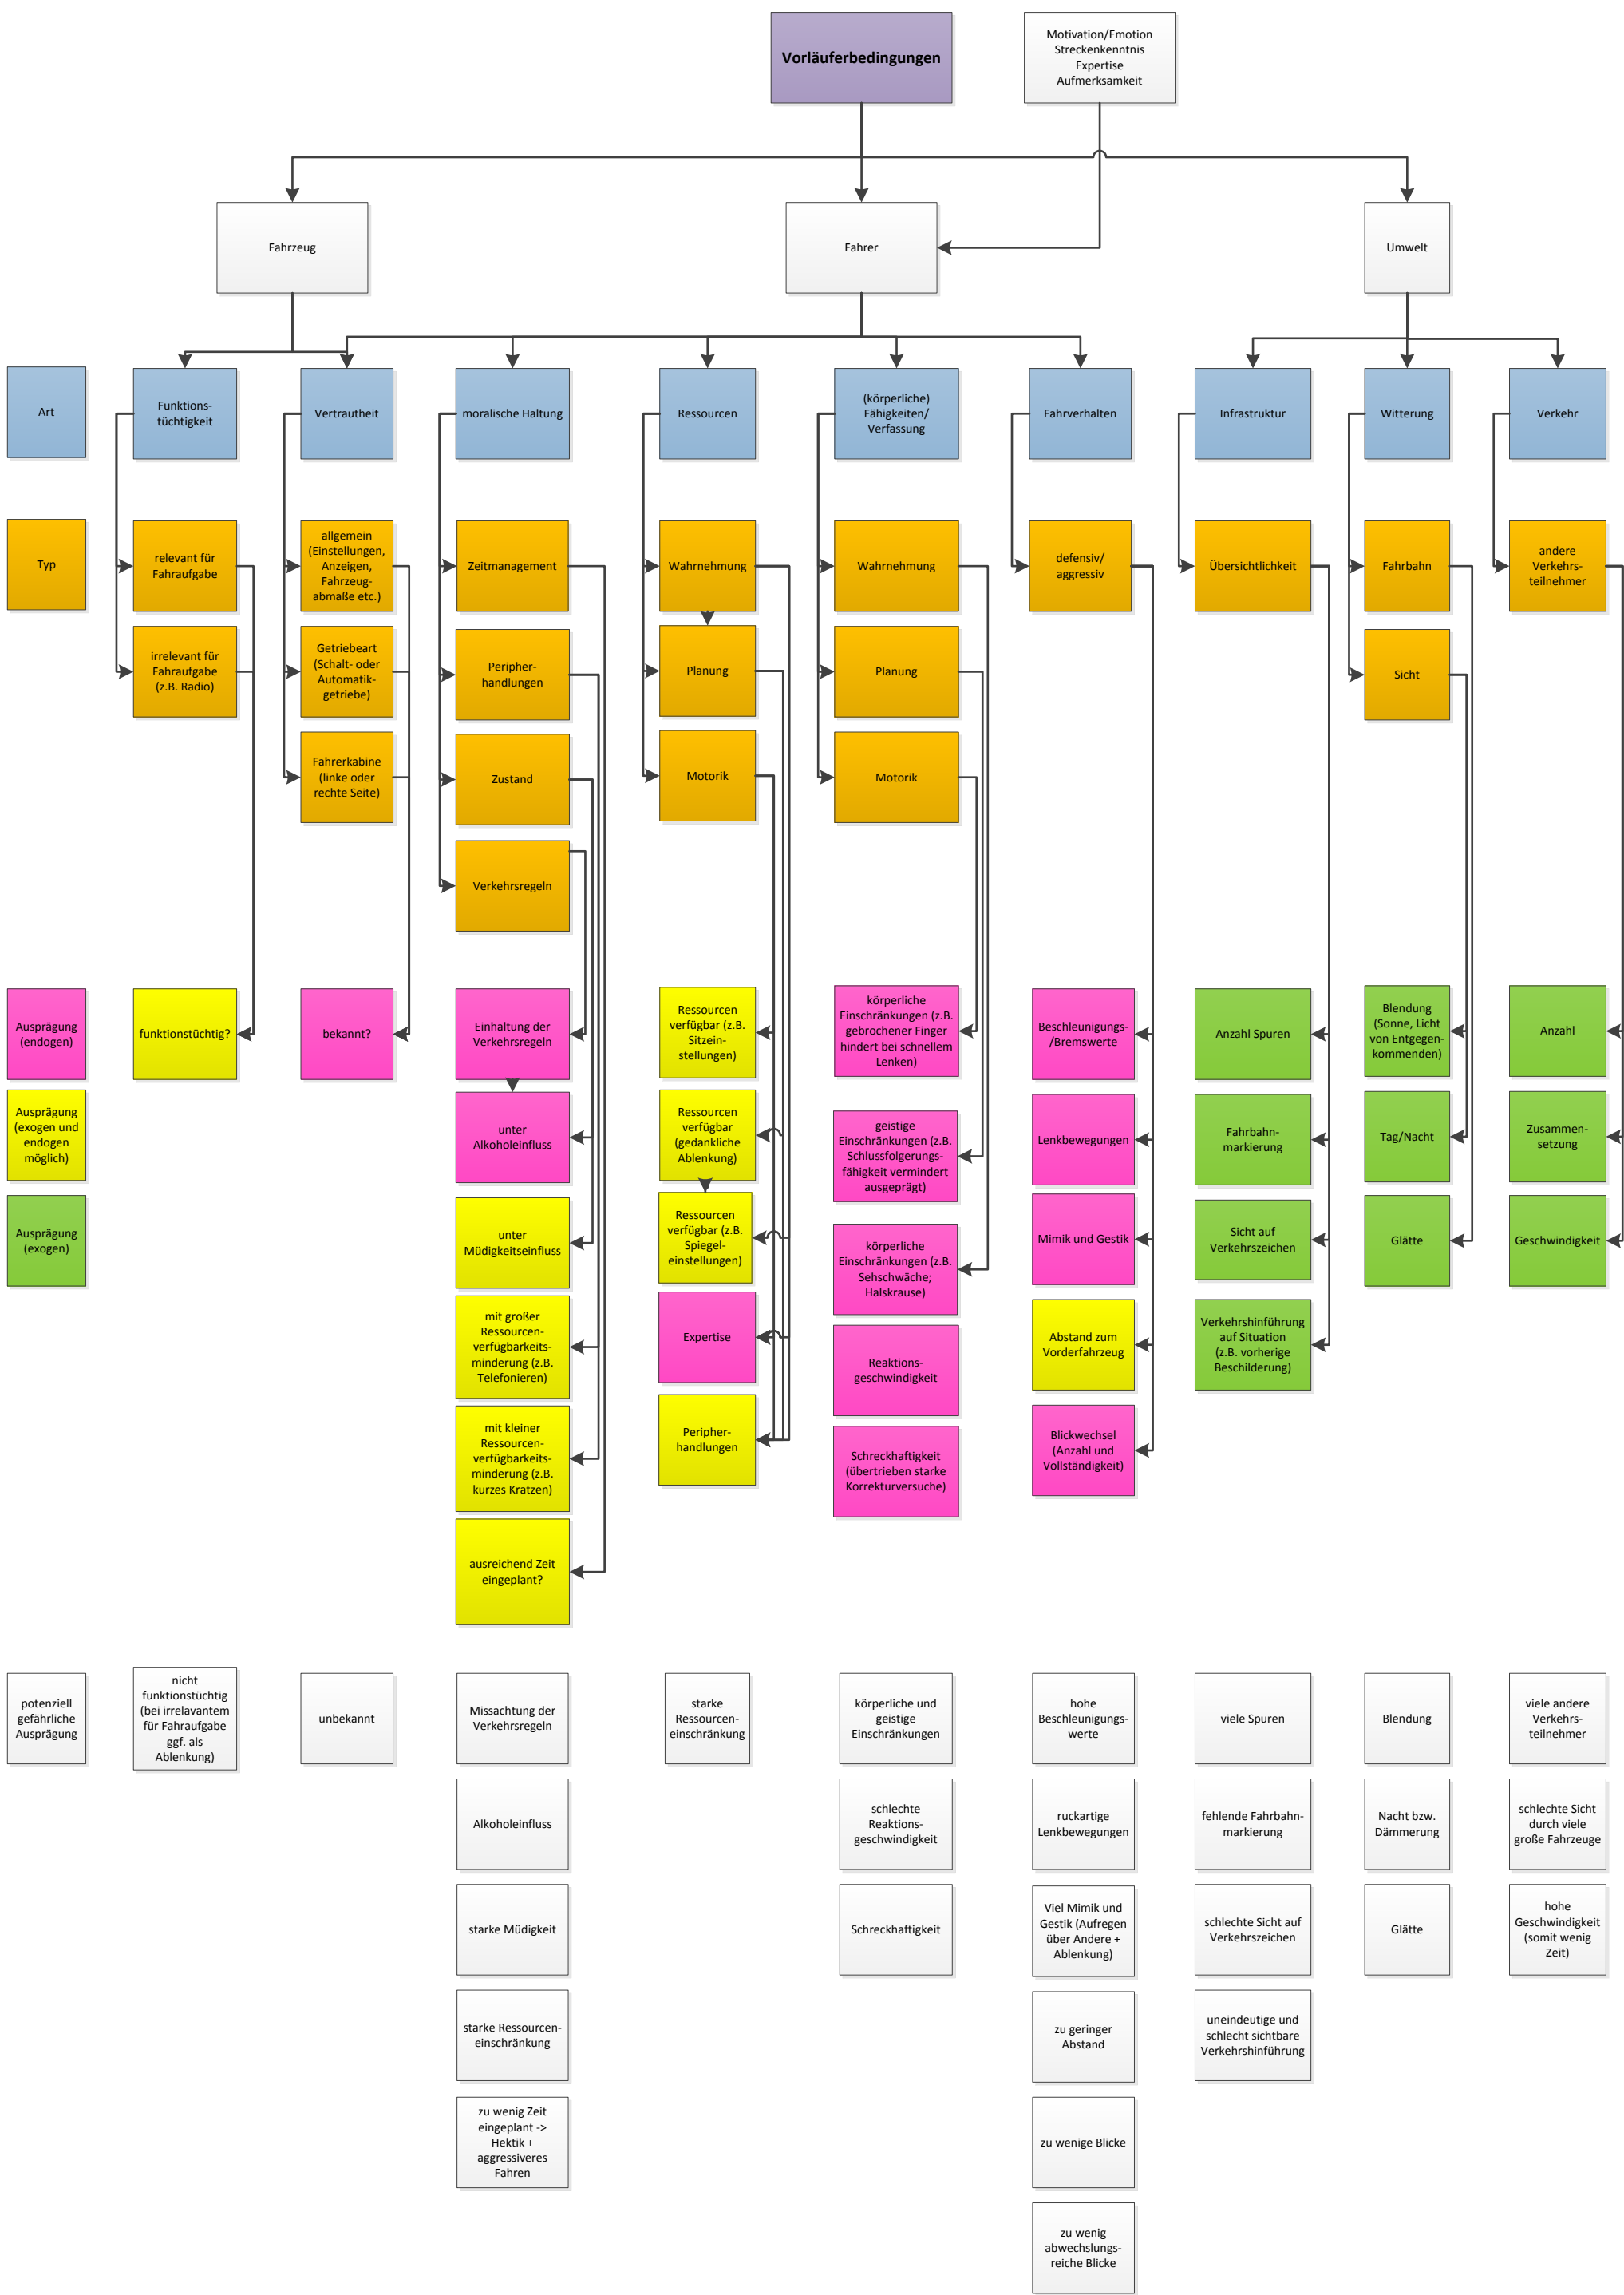 Vorläuferbedingungen
Motivation/Emotion
Streckenkenntnis
Expertise
Aufmerksamkeit
Fahrzeug
Fahrer
Umwelt
Art
Funktions-
tüchtigkeit
Vertrautheit
moralische Haltung
Ressourcen
(körperliche)
Fähigkeiten/
Verfassung
Fahrverhalten
Infrastruktur
Witterung
Verkehr
Typ
relevant für
Fahraufgabe
allgemein
(Einstellungen,
Anzeigen,
Fahrzeug-
abmaße etc.)
Zeitmanagement
Wahrnehmung
Wahrnehmung
defensiv/
aggressiv
Übersichtlichkeit
Fahrbahn
andere
Verkehrs-
teilnehmer
irrelevant für
Fahraufgabe
(z.B. Radio)
Getriebeart
(Schalt- oder
Automatik-
getriebe)
Peripher-
handlungen
Planung
Planung
Sicht
Fahrerkabine
(linke oder
rechte Seite)
Zustand
Motorik
Motorik
Verkehrsregeln
Ausprägung
(endogen)
funktionstüchtig?
bekannt?
Einhaltung der
Verkehrsregeln
Ressourcen
verfügbar (z.B.
Sitzein-
stellungen)
körperliche
Einschränkungen (z.B.
gebrochener Finger
hindert bei schnellem
Lenken)
Beschleunigungs-
/Bremswerte
Anzahl Spuren
Blendung
(Sonne, Licht
von Entgegen-
kommenden)
Anzahl
Ausprägung
(exogen und
endogen
möglich)
unter
Alkoholeinfluss
Ressourcen
verfügbar
(gedankliche
Ablenkung)
geistige
Einschränkungen (z.B.
Schlussfolgerungs-
fähigkeit vermindert
ausgeprägt)
Lenkbewegungen
Fahrbahn-
markierung
Tag/Nacht
Zusammen-
setzung
Ausprägung
(exogen)
unter
Müdigkeitseinfluss
Ressourcen
verfügbar (z.B.
Spiegel-
einstellungen)
körperliche
Einschränkungen (z.B.
Sehschwäche;
Halskrause)
Mimik und Gestik
Sicht auf
Verkehrszeichen
Glätte
Geschwindigkeit
mit großer
Ressourcen-
verfügbarkeits-
minderung (z.B.
Telefonieren)
Expertise
Reaktions-
geschwindigkeit
Abstand zum
Vorderfahrzeug
Verkehrshinführung
auf Situation
(z.B. vorherige
Beschilderung)
mit kleiner
Ressourcen-
verfügbarkeits-
minderung (z.B.
kurzes Kratzen)
Peripher-
handlungen
Schreckhaftigkeit
(übertrieben starke
Korrekturversuche)
Blickwechsel
(Anzahl und
Vollständigkeit)
ausreichend Zeit
eingeplant?
potenziell
gefährliche
Ausprägung
nicht
funktionstüchtig
(bei irrelavantem
für Fahraufgabe
ggf. als
Ablenkung)
unbekannt
Missachtung der
Verkehrsregeln
starke
Ressourcen-
einschränkung
körperliche und
geistige
Einschränkungen
hohe
Beschleunigungs-
werte
viele Spuren
Blendung
viele andere
Verkehrs-
teilnehmer
Alkoholeinfluss
schlechte
Reaktions-
geschwindigkeit
ruckartige
Lenkbewegungen
fehlende Fahrbahn-
markierung
Nacht bzw.
Dämmerung
schlechte Sicht
durch viele
große Fahrzeuge
starke Müdigkeit
Schreckhaftigkeit
Viel Mimik und
Gestik (Aufregen
über Andere +
Ablenkung)
schlechte Sicht auf
Verkehrszeichen
Glätte
hohe
Geschwindigkeit
(somit wenig
Zeit)
starke Ressourcen-
einschränkung
zu geringer
Abstand
uneindeutige und
schlecht sichtbare
Verkehrshinführung
zu wenig Zeit
eingeplant ->
Hektik +
aggressiveres
Fahren
zu wenige Blicke
zu wenig
abwechslungs-
reiche Blicke